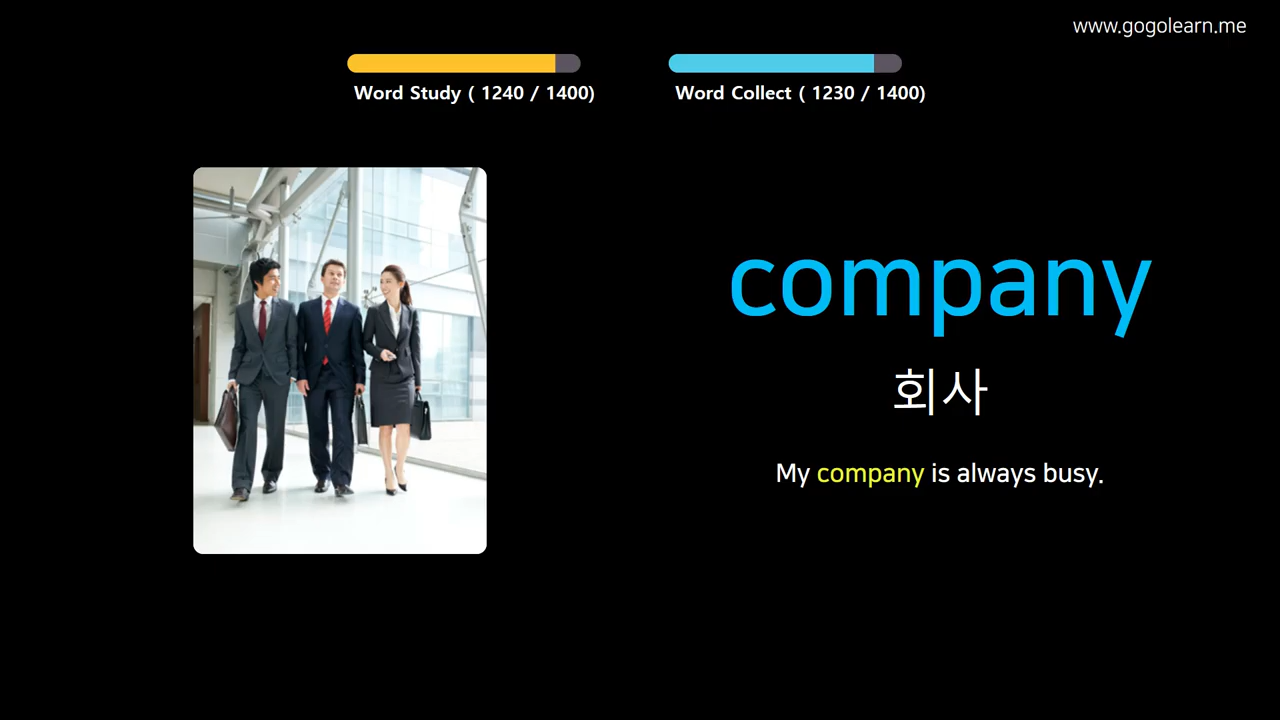 www.gogolearn.me
Word Study ( 1240 / 1400)
Word Collect ( 1230 / 1400)
company
회사
My company is always busy.